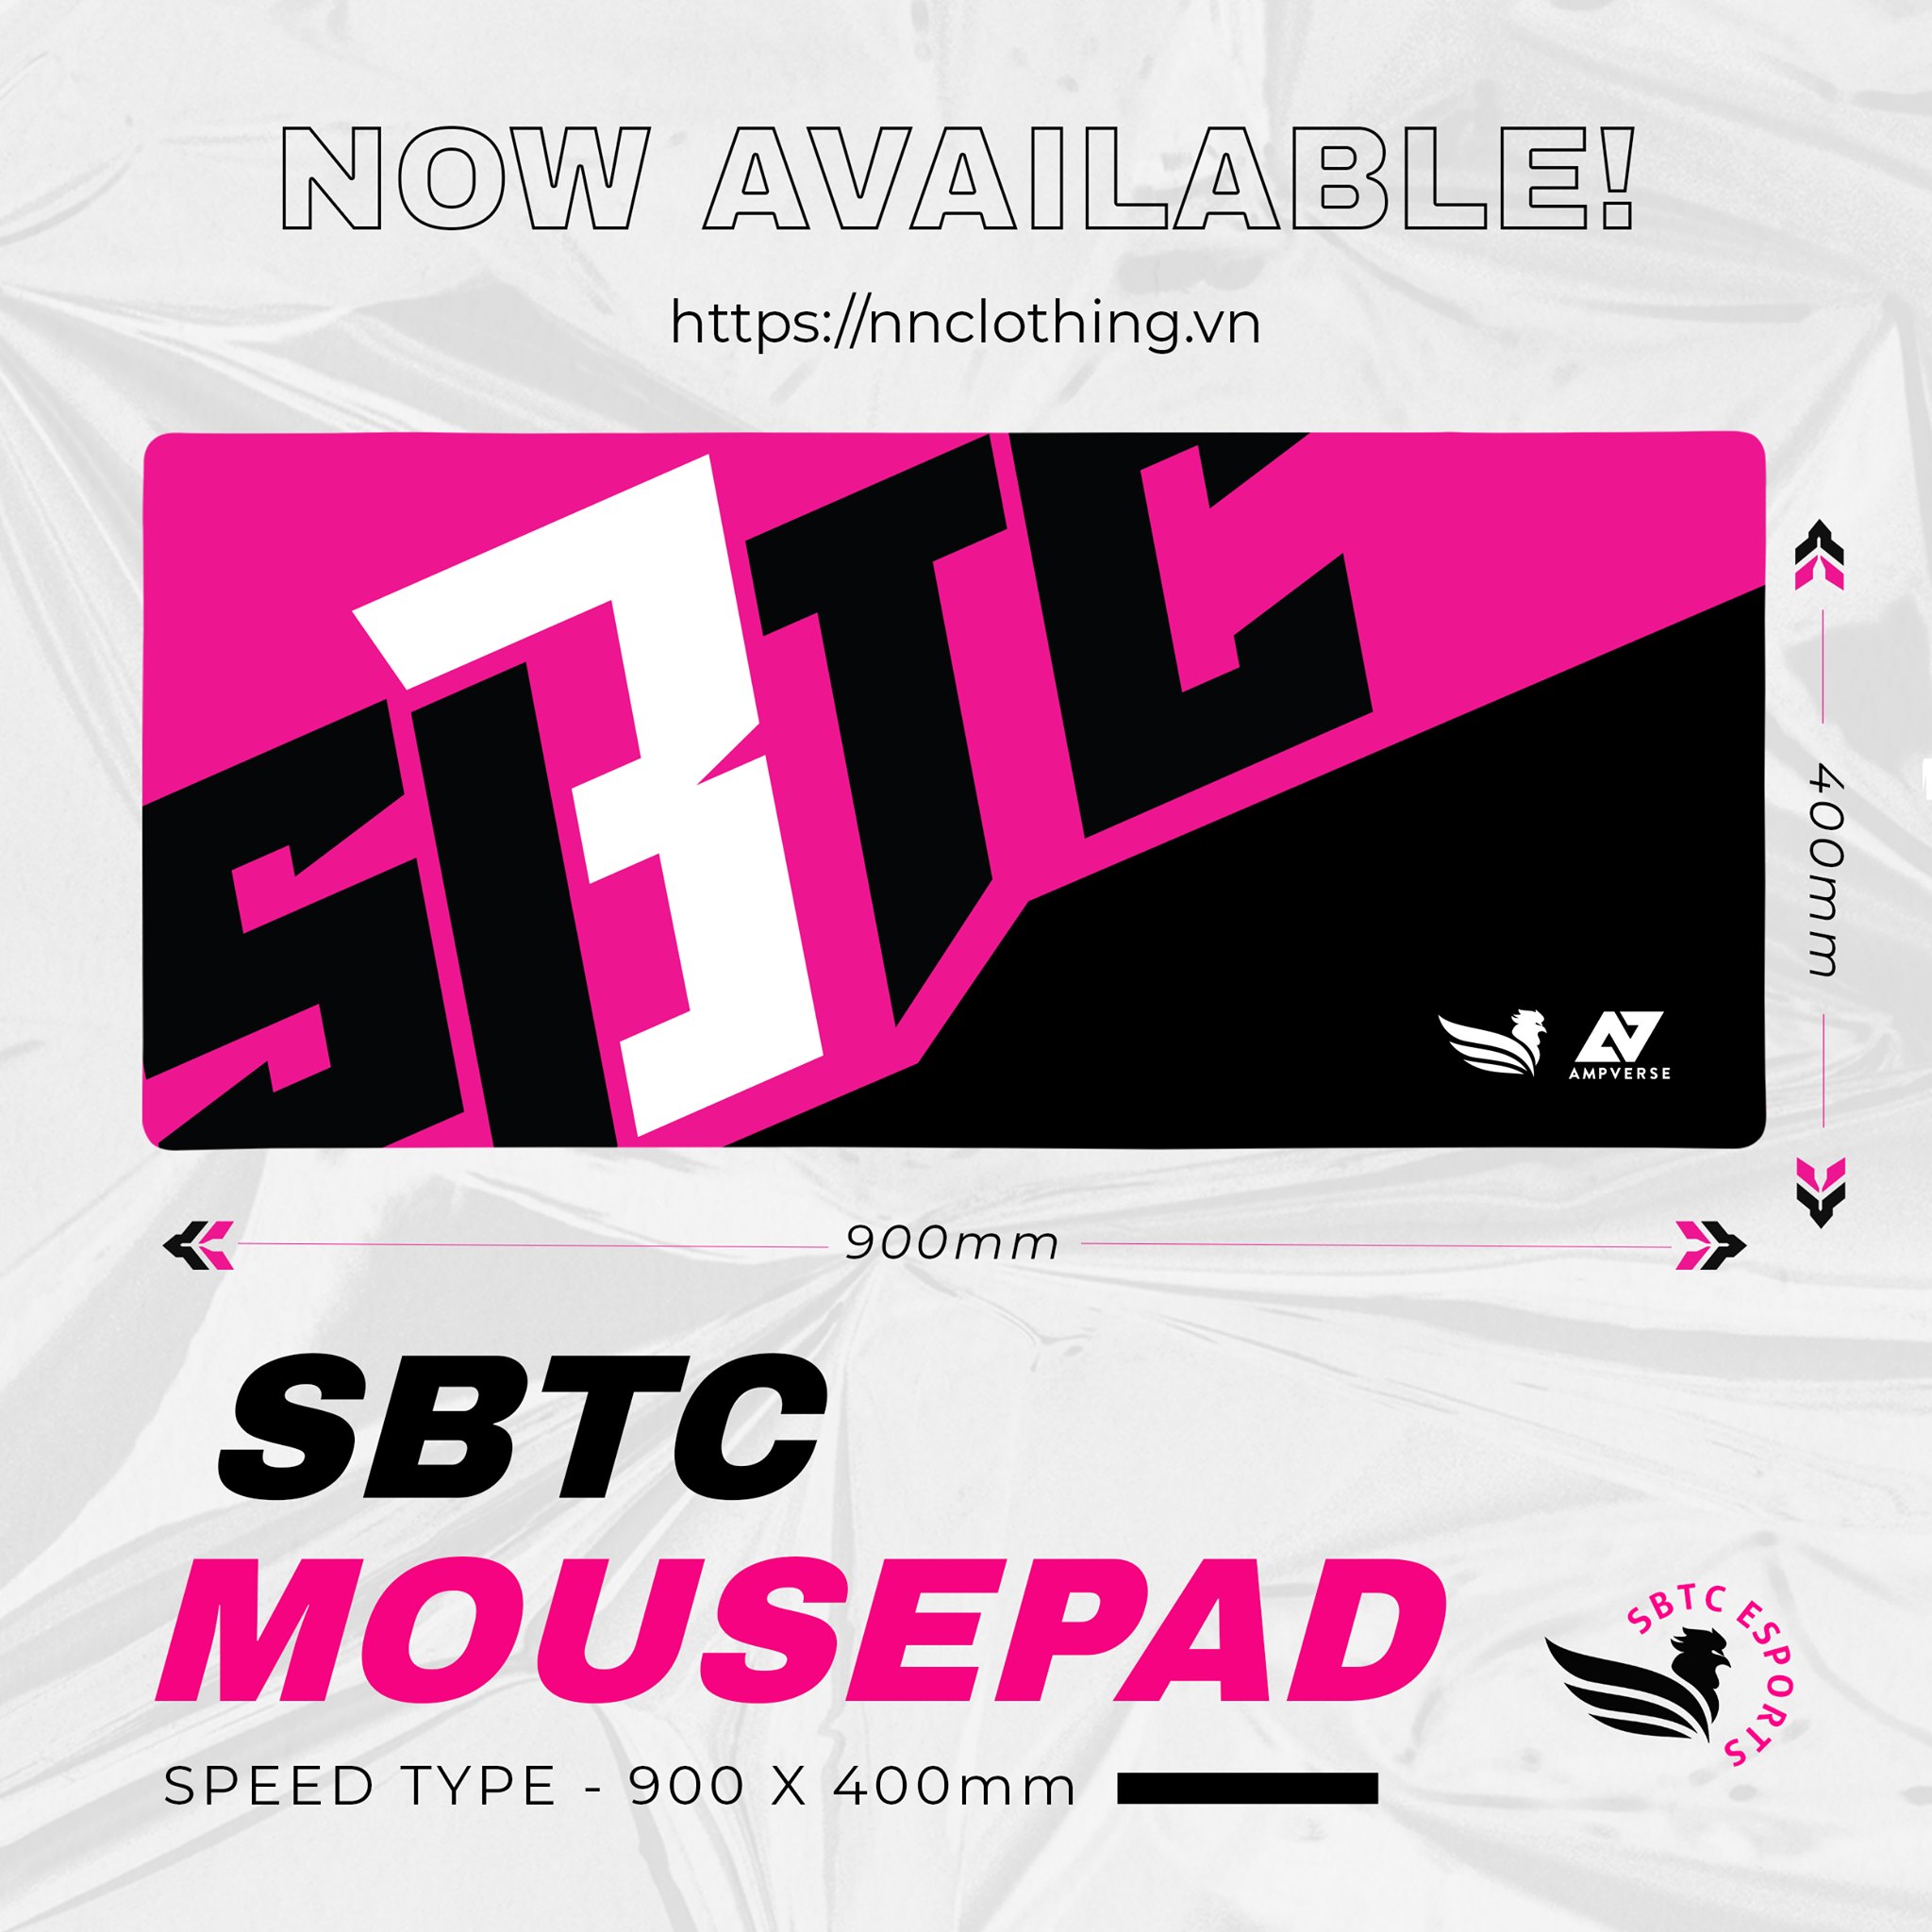 NOW AVAILABLE!
https://nnclothing.vn
SBTC
AMPVERSE
400mm
900mm
SBTC
MOUSEPAD
SBTC ESPORTS
SPEED TYPE - 900 X 400mm